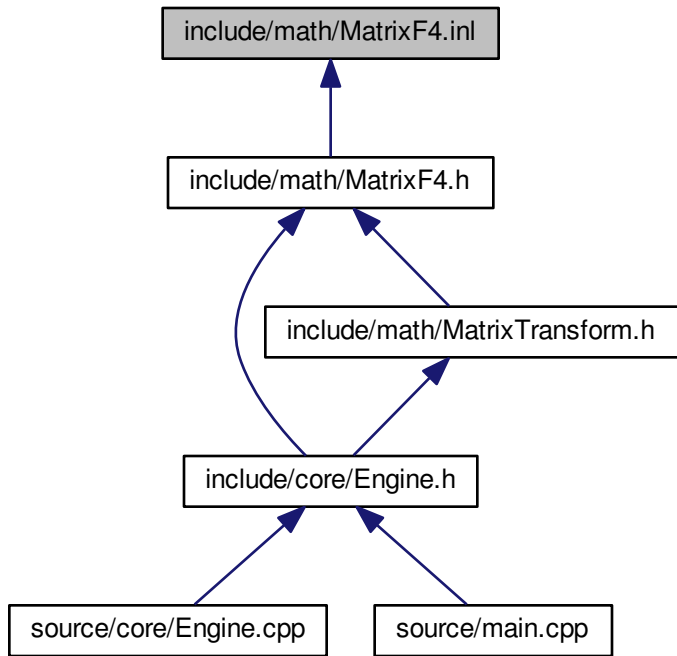 include/math/MatrixF4.inl
include/math/MatrixF4.h
include/math/MatrixTransform.h
include/core/Engine.h
source/core/Engine.cpp
source/main.cpp